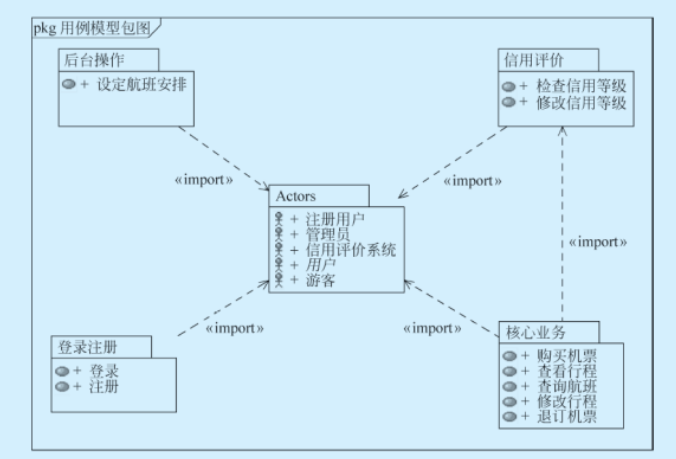 pkg 用例模型包图
后台操作
+ 设定航班安排
信用评价
+ 检查信用等级
+ 修改信用等级
«import»
«import»
Actors
+ 注册用户
+ 管理员
+ 信用评价系统
+ 用户
+ 游客
«import»
«import»
«import»
登录注册
+ 登录
+ 注册
核心业务
+ 购买机票
+ 查看行程
+ 查询航班
+ 修改行程
+ 退订机票